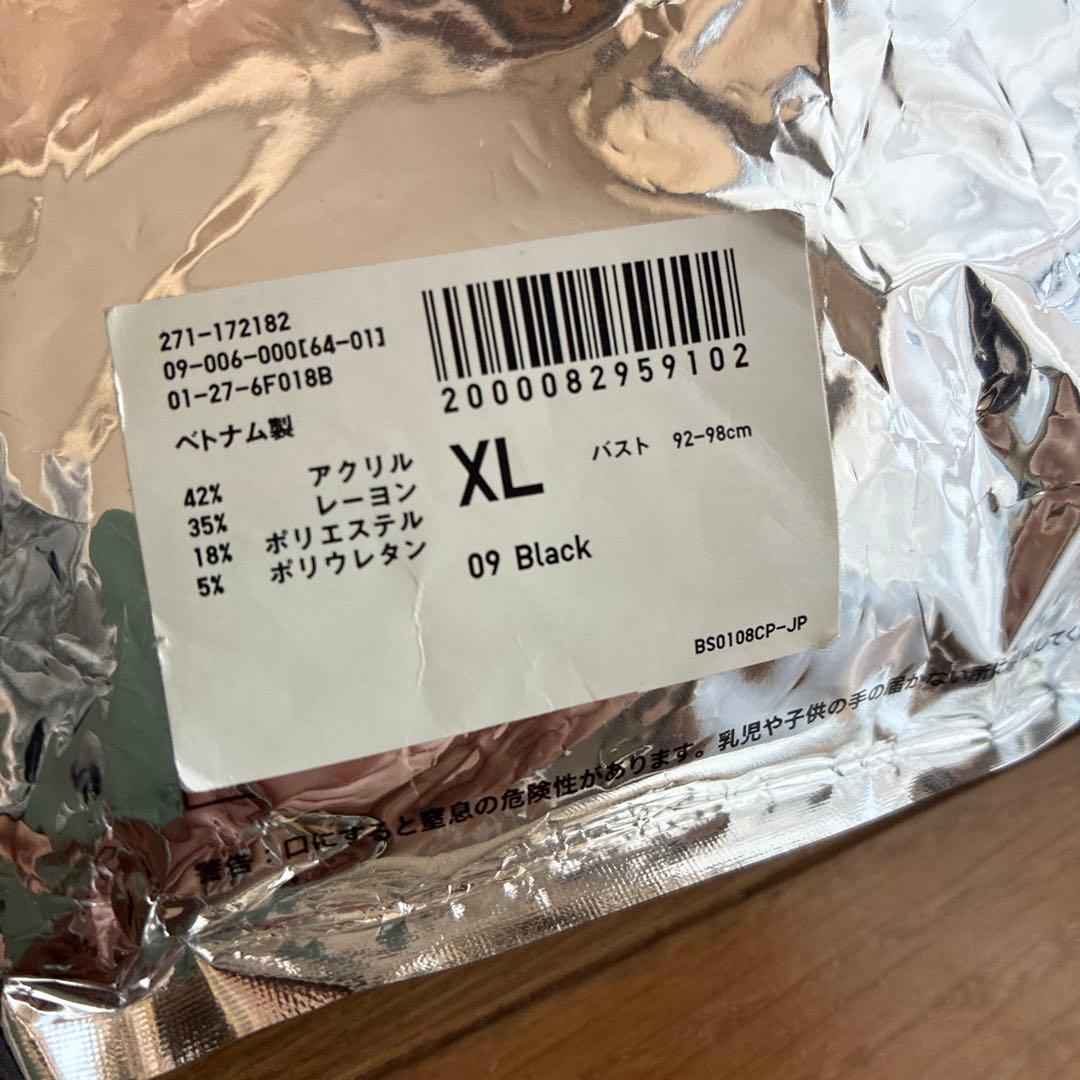 271-172182
09-006-000[64-01]
01-27-6F018B
ベトナム製
42% アクリル
35% レーヨン
18% ポリエステル
5% ポリウレタン
2000082959102
XL バスト 92-98cm
09 Black
BS0108CP-JP
警告：口にすると窒息の危険性があります。乳児や子供の手の届かない所に保管してく